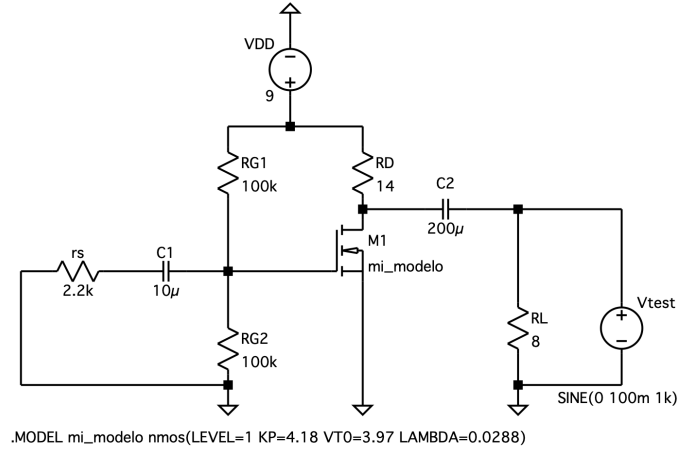 VDD
9
RG1
100k
RD
14
C2
200µ
M1
mi_modelo
rs
2.2k
C1
10µ
RG2
100k
RL
8
Vtest
SINE(0 100m 1k)
.MODEL mi_modelo nmos(LEVEL=1 KP=4.18 VT0=3.97 LAMBDA=0.0288)